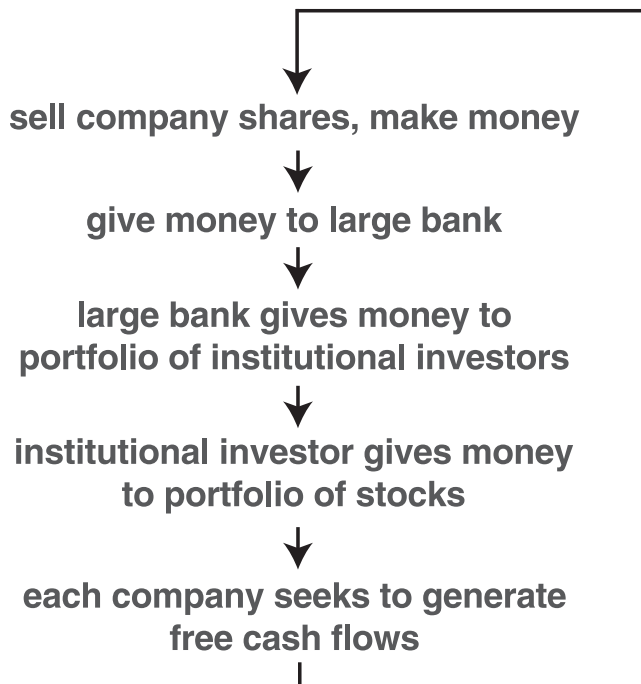 sell company shares, make money
give money to large bank
large bank gives money to
portfolio of institutional investors
institutional investor gives money
to portfolio of stocks
each company seeks to generate
free cash flows